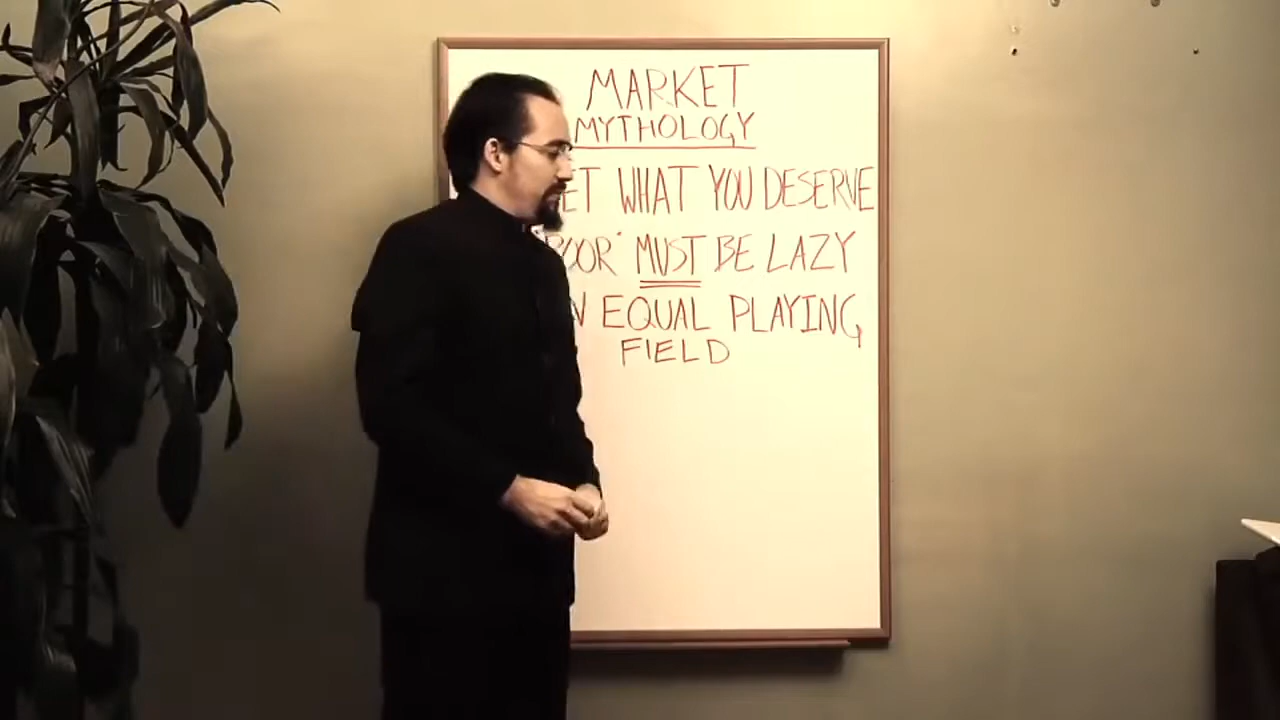 MARKET
MYTHOLOGY
WHAT YOU DESERVE
MUST BE LAZY
EQUAL PLAYING
FIELD